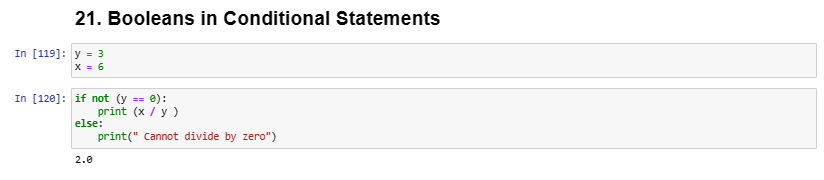 21. Booleans in Conditional Statements
In [119]: y = 3
x = 6
In [120]: if not (y == 0):
    print (x / y )
else:
    print(" Cannot divide by zero")
2.0